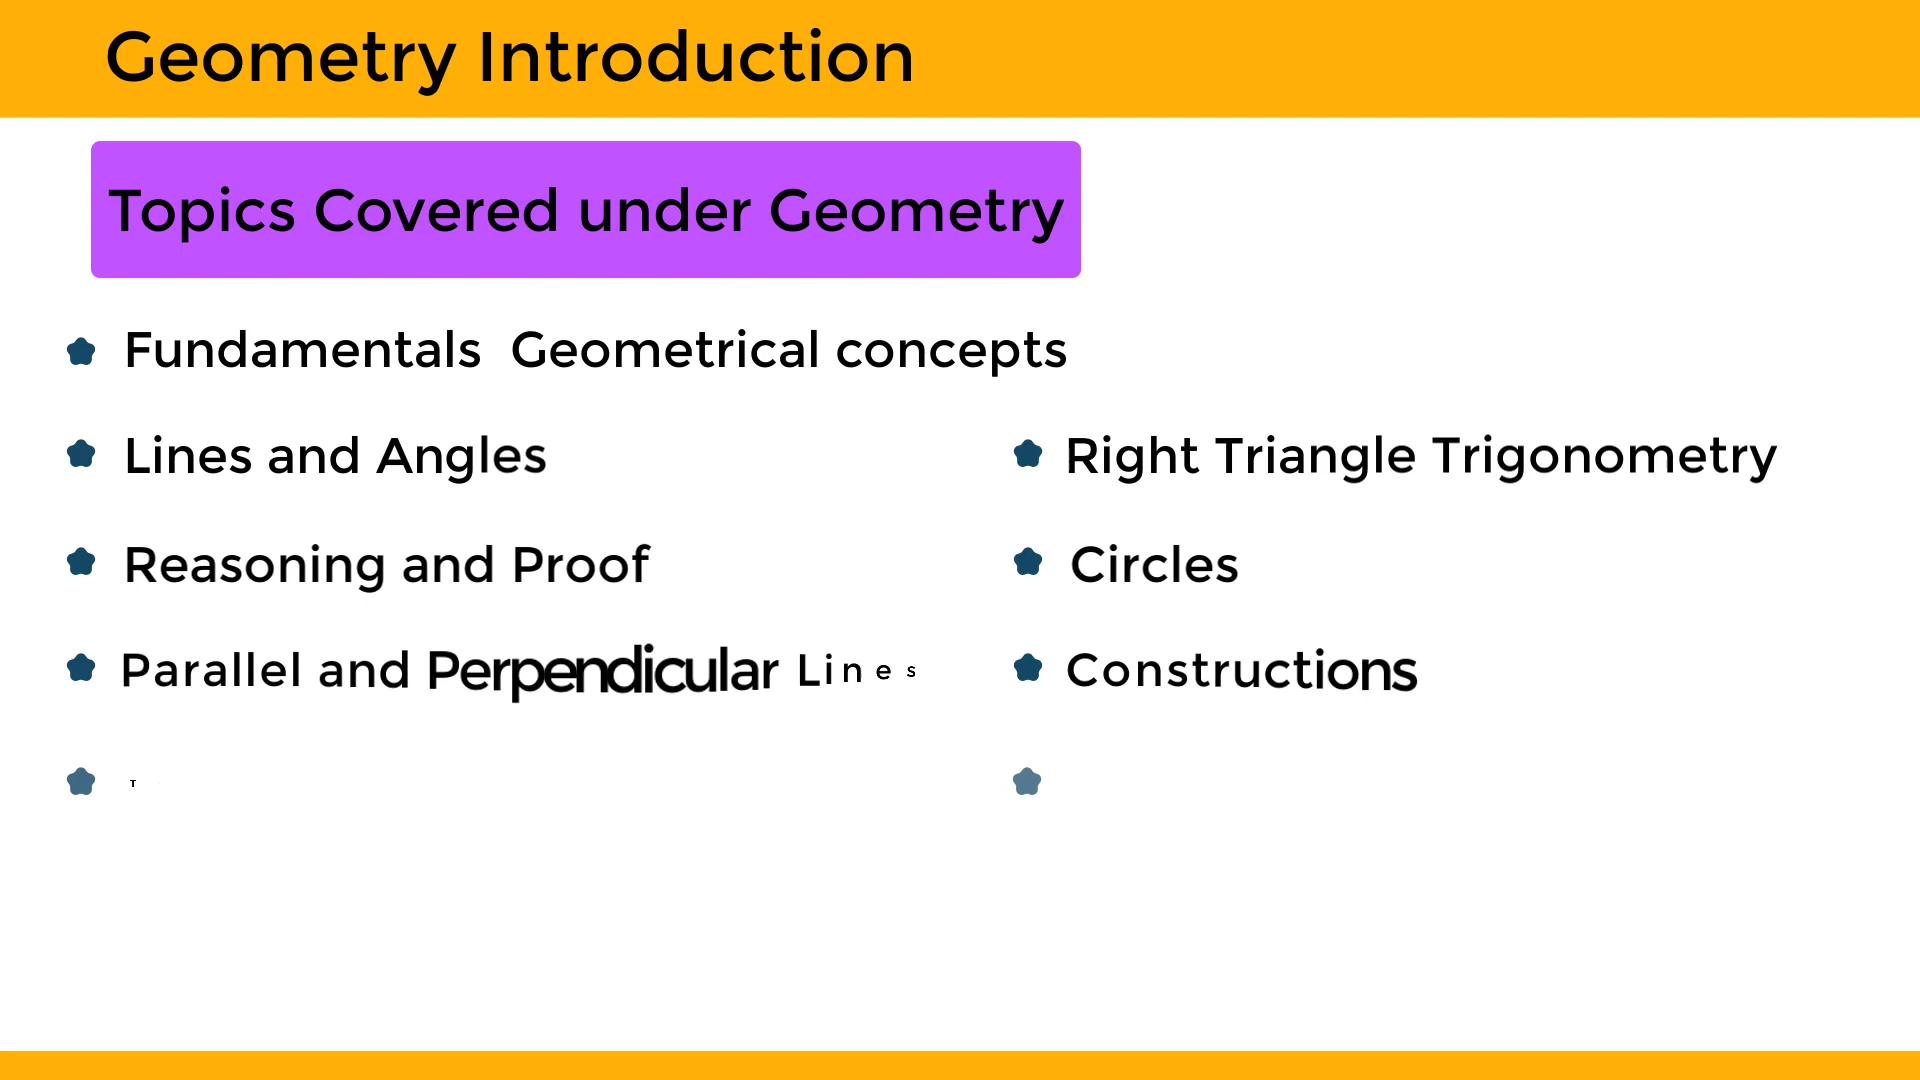 Geometry Introduction
Topics Covered under Geometry
Fundamentals Geometrical concepts
Lines and Angles
Reasoning and Proof
Parallel and Perpendicular Lines
T
Right Triangle Trigonometry
Circles
Constructions